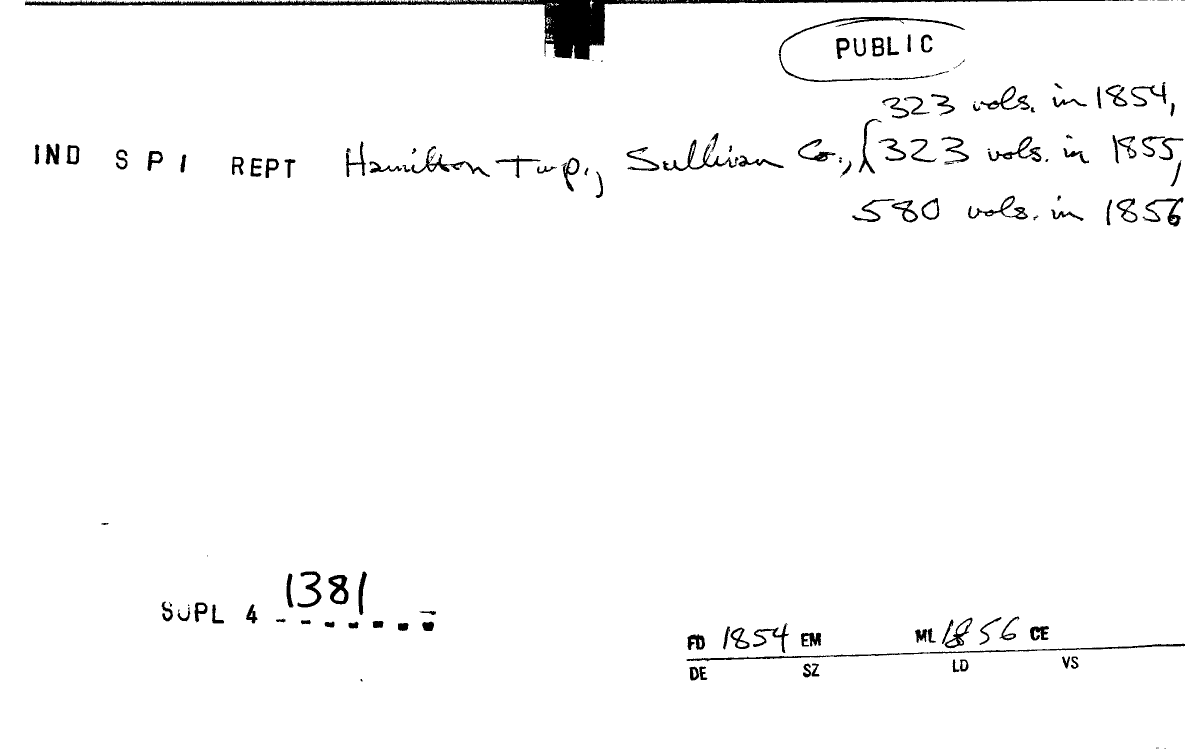 PUBLIC
323 vols. in 1854,
IND S P I REPT Hamilton Twp., Sullivan Co., 323 vols. in 1855,
580 vols. in 1856
SUPL 4 1381
FD 1854 EM ML 1856 CE
DE SZ LD VS